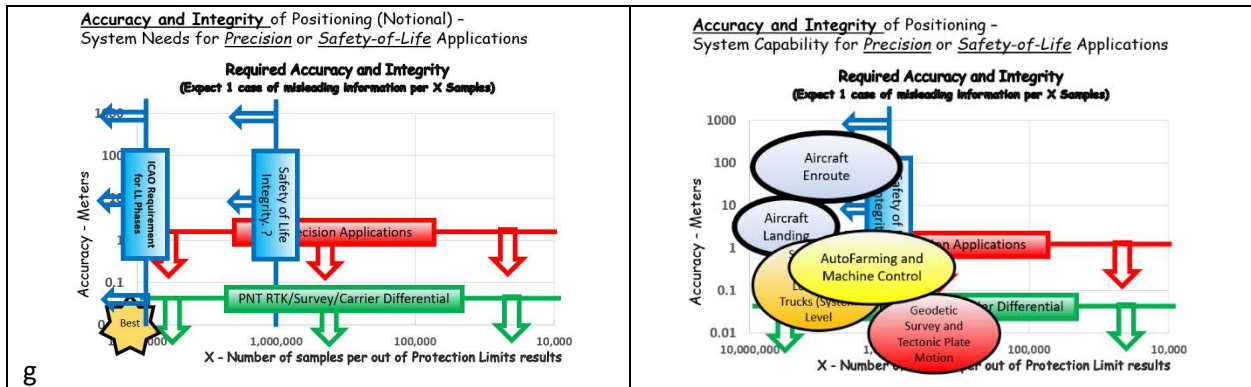 Accuracy and Integrity of Positioning (Notional) –
System Needs for Precision or Safety-of-Life Applications
Required Accuracy and Integrity
(Expect 1 case of misleading information per X Samples)
Accuracy - Meters
1
0.1
ICAO Requirement
for LL Phases
Safety of Life
Integrity. ?
Applications
PNT RTK/Survey/Carrier Differential
Best
1,000,000
100,000
10,000
X - Number of samples per out of Protection Limits results
g
Accuracy and Integrity of Positioning –
System Capability for Precision or Safety-of-Life Applications
Required Accuracy and Integrity
(Expect 1 case of misleading information per X Samples)
Accuracy - Meters
1000
100
10
1
0.1
0.01
Aircraft
Enroute
Safety of
Integrit
Aircraft
Landing
Applications
AutoFarming and
Machine Control
Trucks (System
Level
Differential
Geodetic
Survey and
Tectonic Plate
Motion
10,000,000
100,000
10,000
X - Number of per out of Protection Limit results